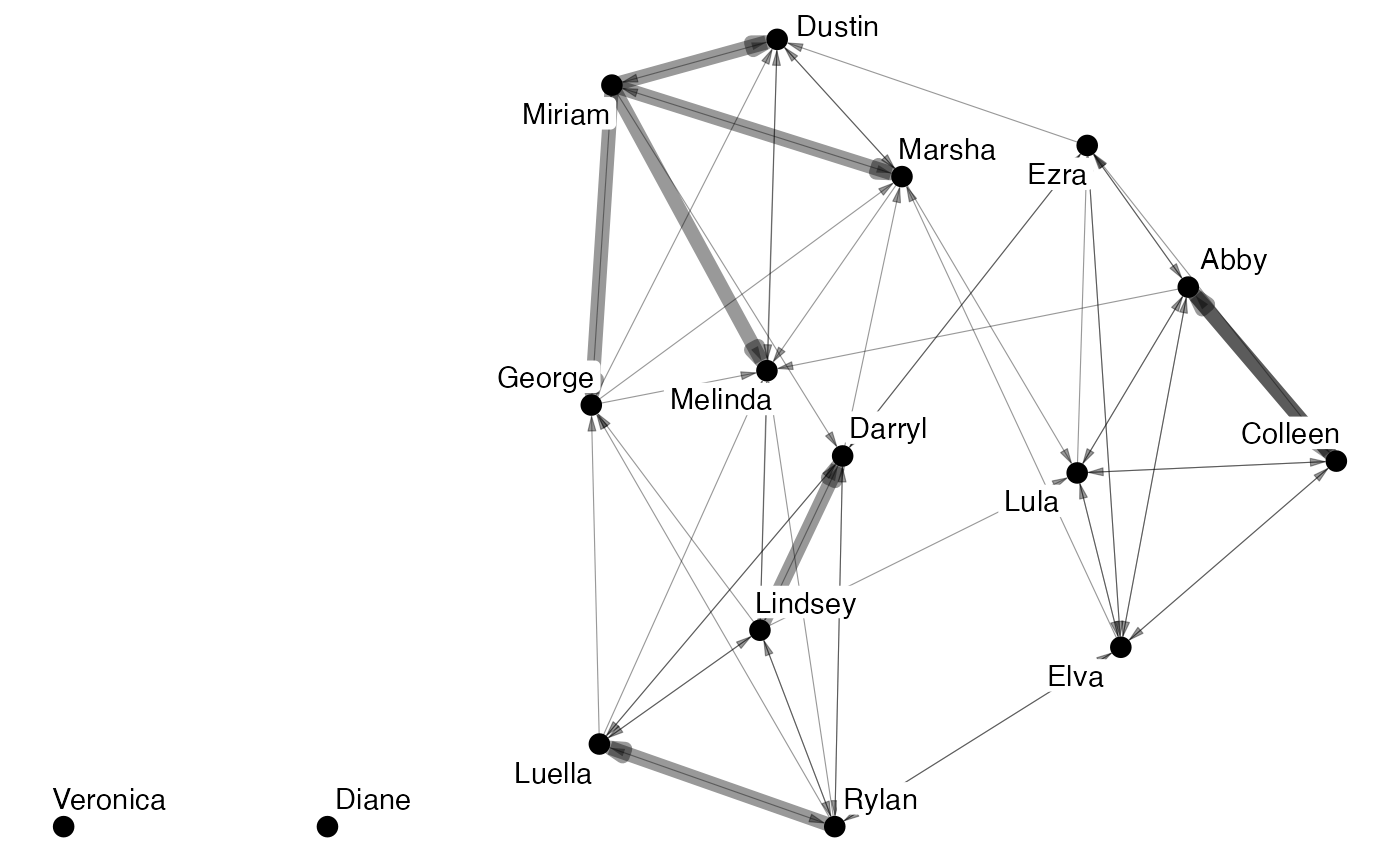 Dustin
Miriam
Marsha
Ezra
Abby
George
Melinda
Darryl
Colleen
Lula
Lindsey
Elva
Luella
Veronica
Diane
Rylan